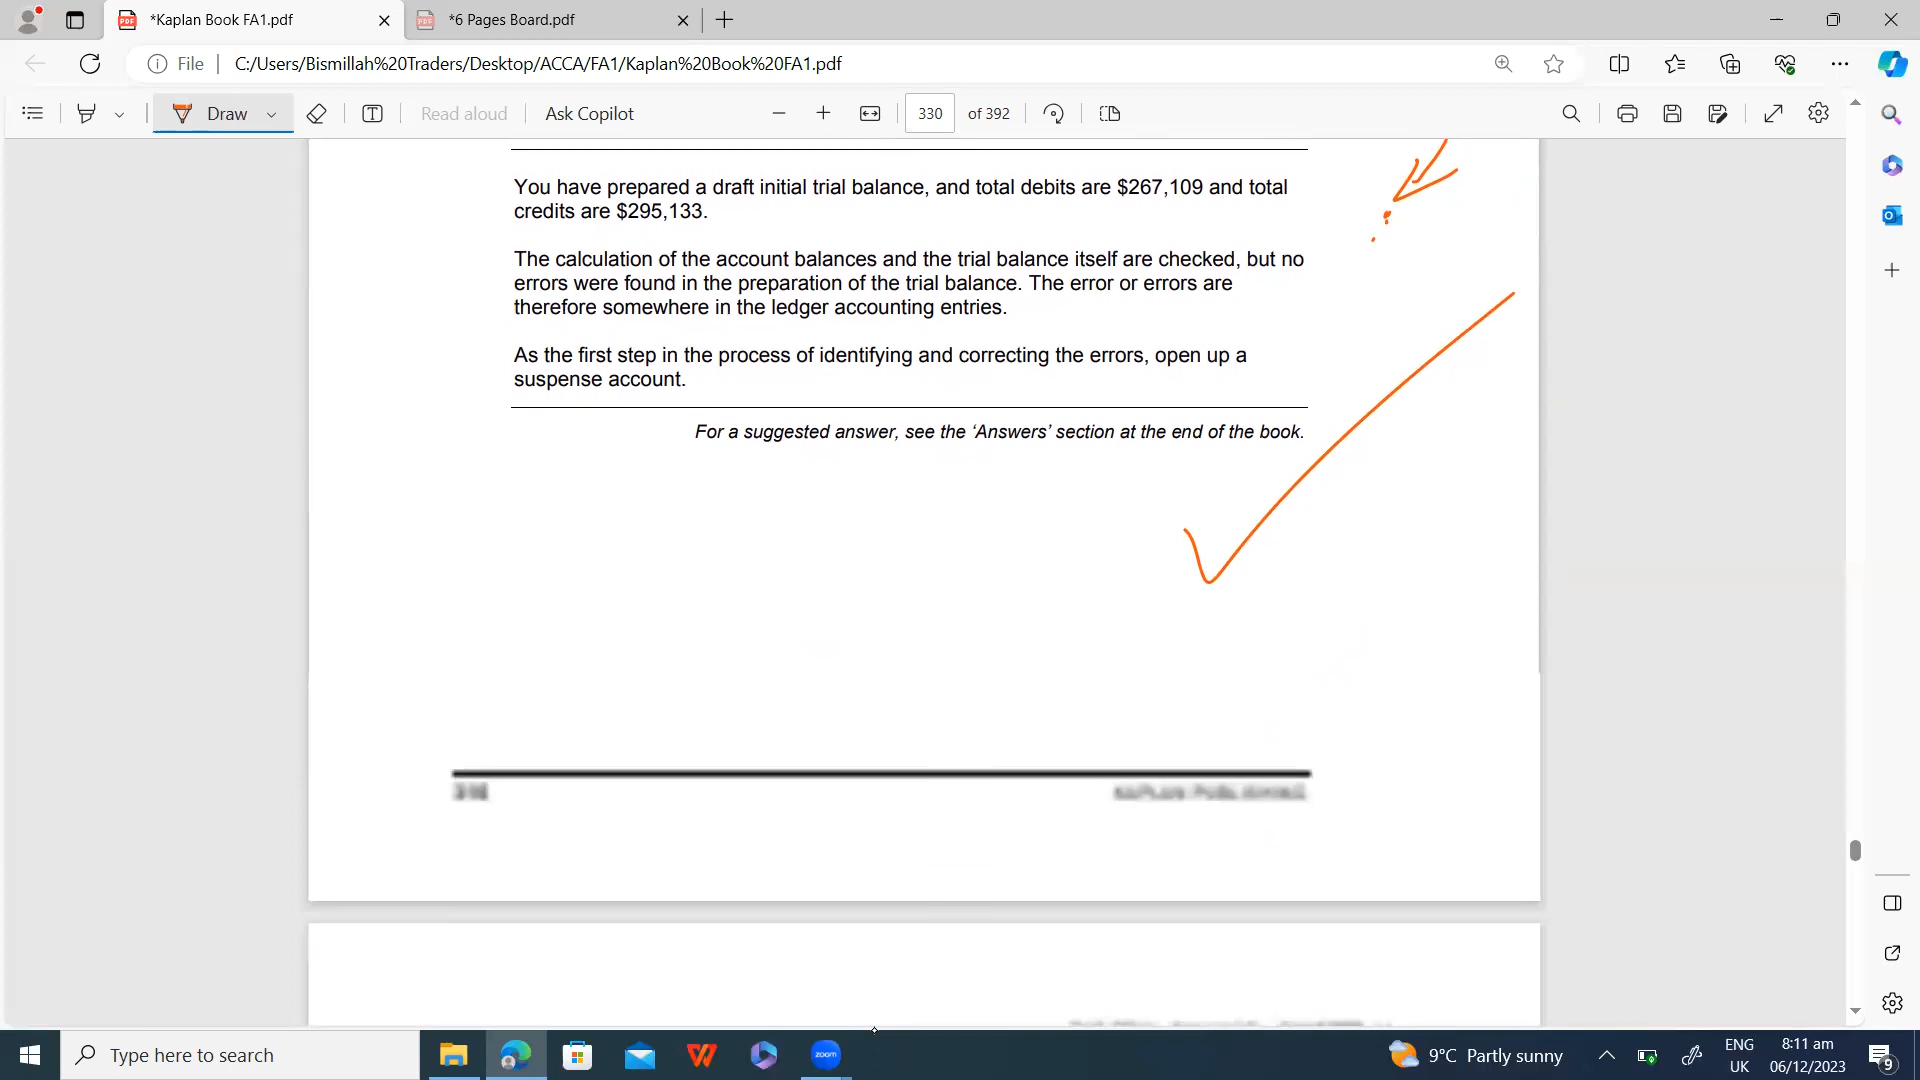 *Kaplan Book FA1.pdf
*6 Pages Board.pdf
File
C:/Users/Bismillah%20Traders/Desktop/ACCA/FA1/Kaplan%20Book%20FA1.pdf
Draw
Read aloud
Ask Copilot
330
of 392
You have prepared a draft initial trial balance, and total debits are $267,109 and total
credits are $295,133.
The calculation of the account balances and the trial balance itself are checked, but no
errors were found in the preparation of the trial balance. The error or errors are
therefore somewhere in the ledger accounting entries.
As the first step in the process of identifying and correcting the errors, open up a
suspense account.
For a suggested answer, see the ‘Answers’ section at the end of the book.
Type here to search
zoom
9°C Partly sunny
ENG
UK
8:11 am
06/12/2023
9